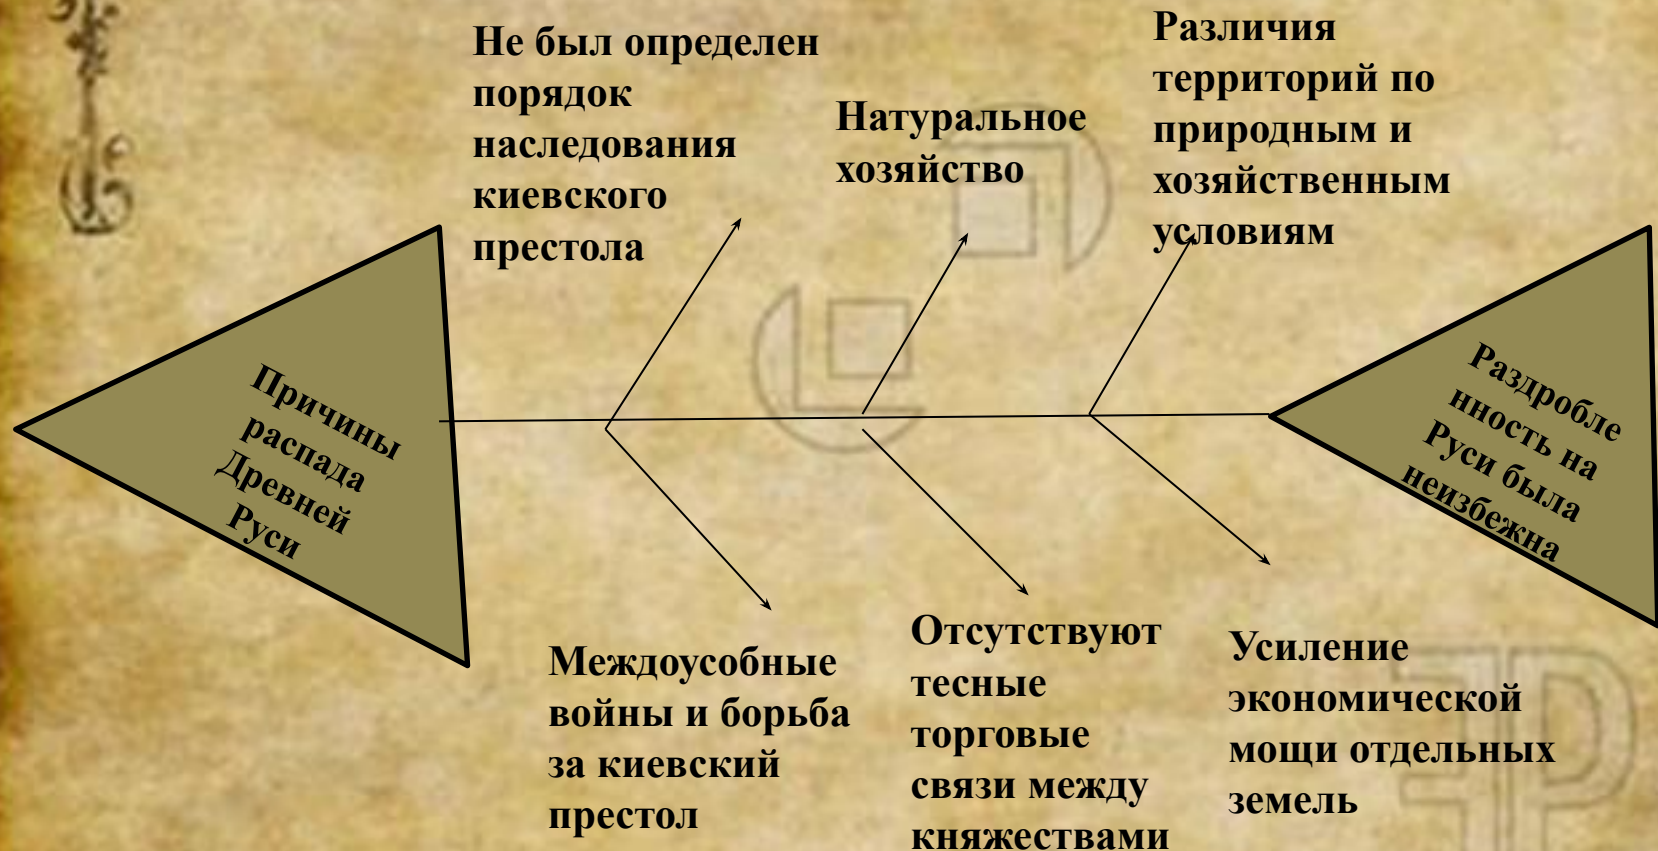 Не был определен
порядок
наследования
киевского
престола
Натуральное
хозяйство
Различия
территорий по
природным и
хозяйственным
условиям
Причины
распада
Древней
Руси
Раздробле
нность на
Руси была
неизбежна
Междоусобные
войны и борьба
за киевский
престол
Отсутствуют
тесные
торговые
связи между
княжествами
Усиление
экономической
мощи отдельных
земель